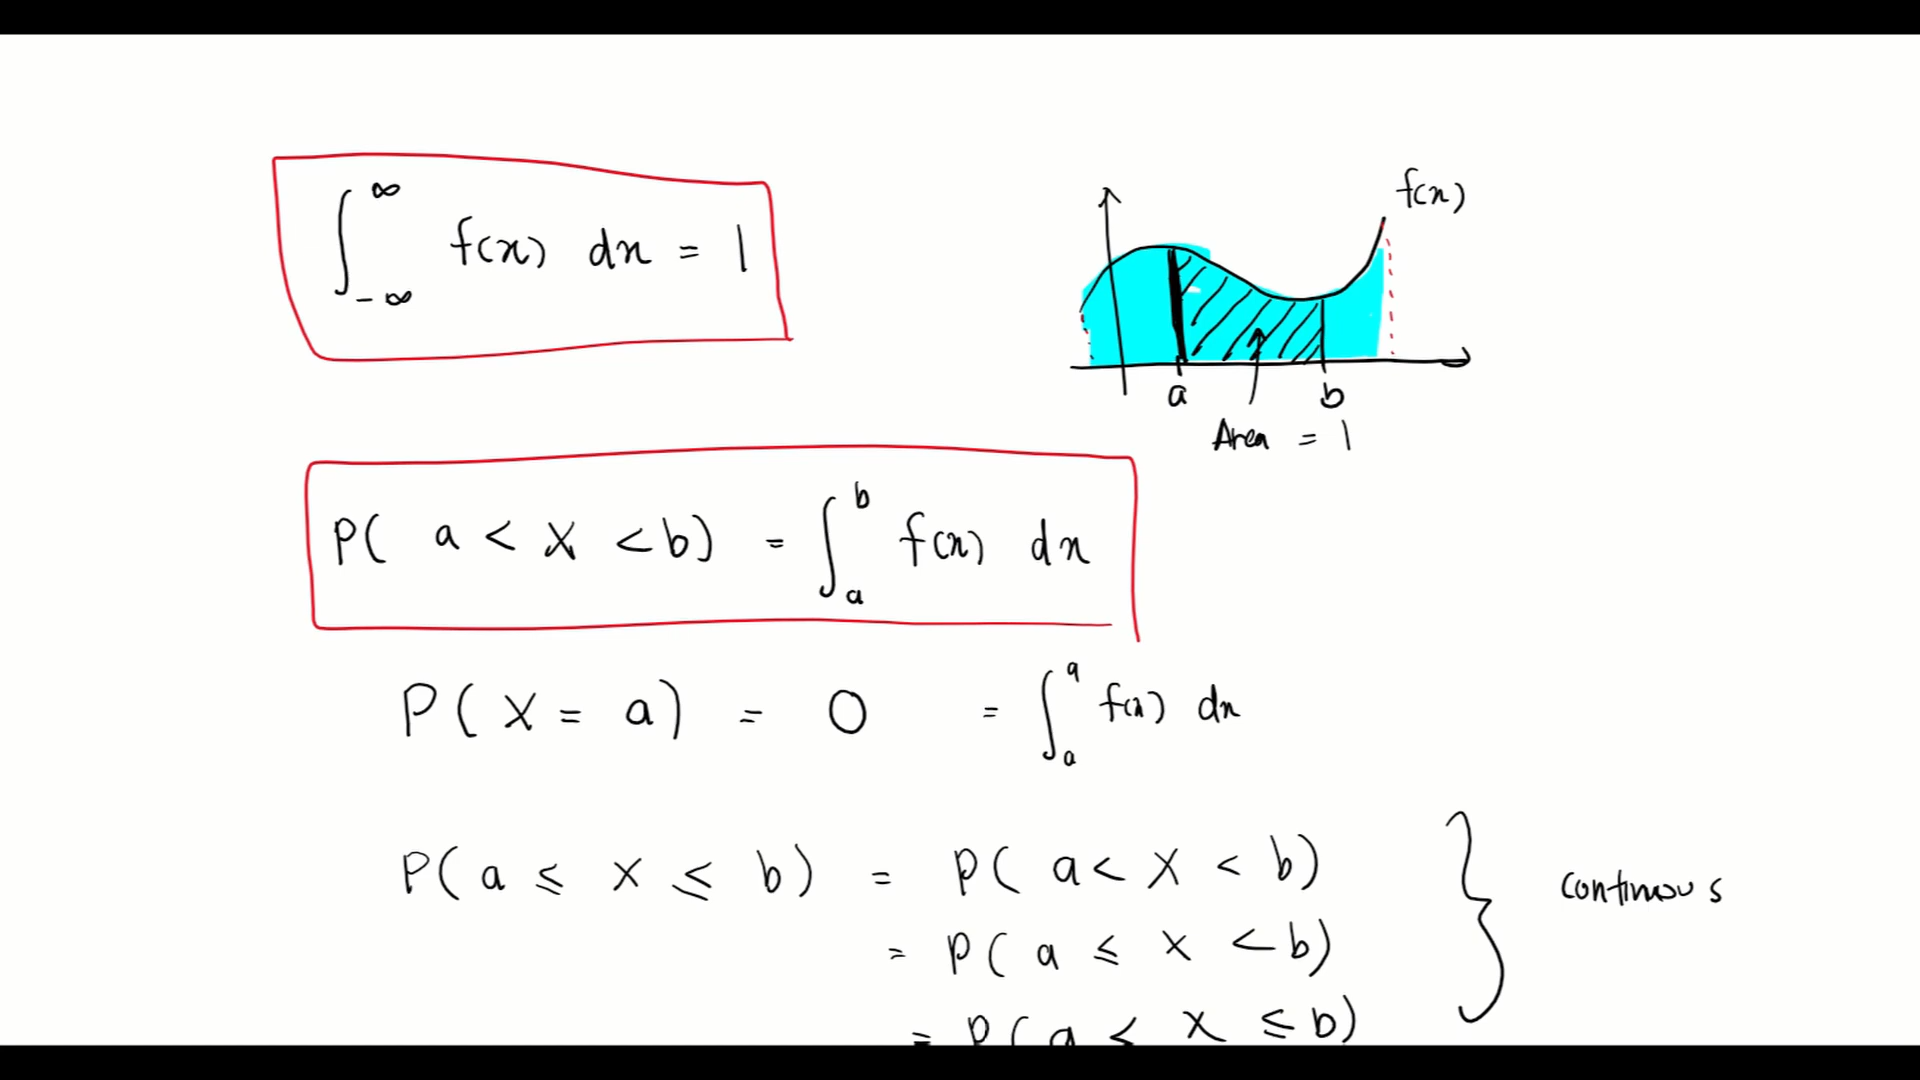 ∫_{-∞}^{∞} f(x) dx = 1
f(x)
a b
Area = 1
P( a < X < b) = ∫_a^b f(x) dx
P( X = a) = 0 = ∫_a^a f(x) dx
P( a ≤ X ≤ b) = P( a < X < b)
= P( a ≤ X < b)
= P( a < X ≤ b)
continuous